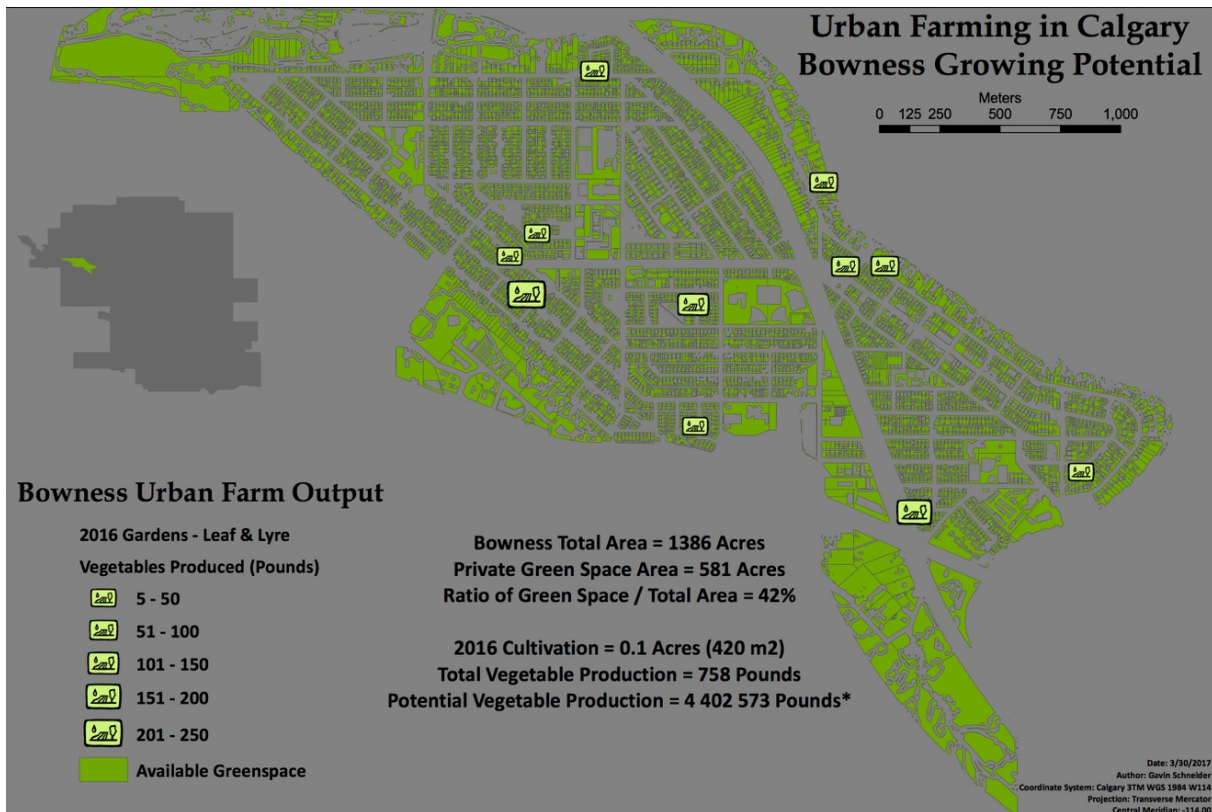 Urban Farming in Calgary
Bowness Growing Potential
Meters
0 125 250 500 750 1,000
Bowness Urban Farm Output
2016 Gardens - Leaf & Lyre
Vegetables Produced (Pounds)
5 - 50
51 - 100
101 - 150
151 - 200
201 - 250
Available Greenspace
Bowness Total Area = 1386 Acres
Private Green Space Area = 581 Acres
Ratio of Green Space / Total Area = 42%
2016 Cultivation = 0.1 Acres (420 m2)
Total Vegetable Production = 758 Pounds
Potential Vegetable Production = 4 402 573 Pounds*
Date: 3/30/2017
Author: Gavin Schneider
Coordinate System: Calgary 3TM WGS 1984 W114
Projection: Transverse Mercator
Central Meridian: -114.00